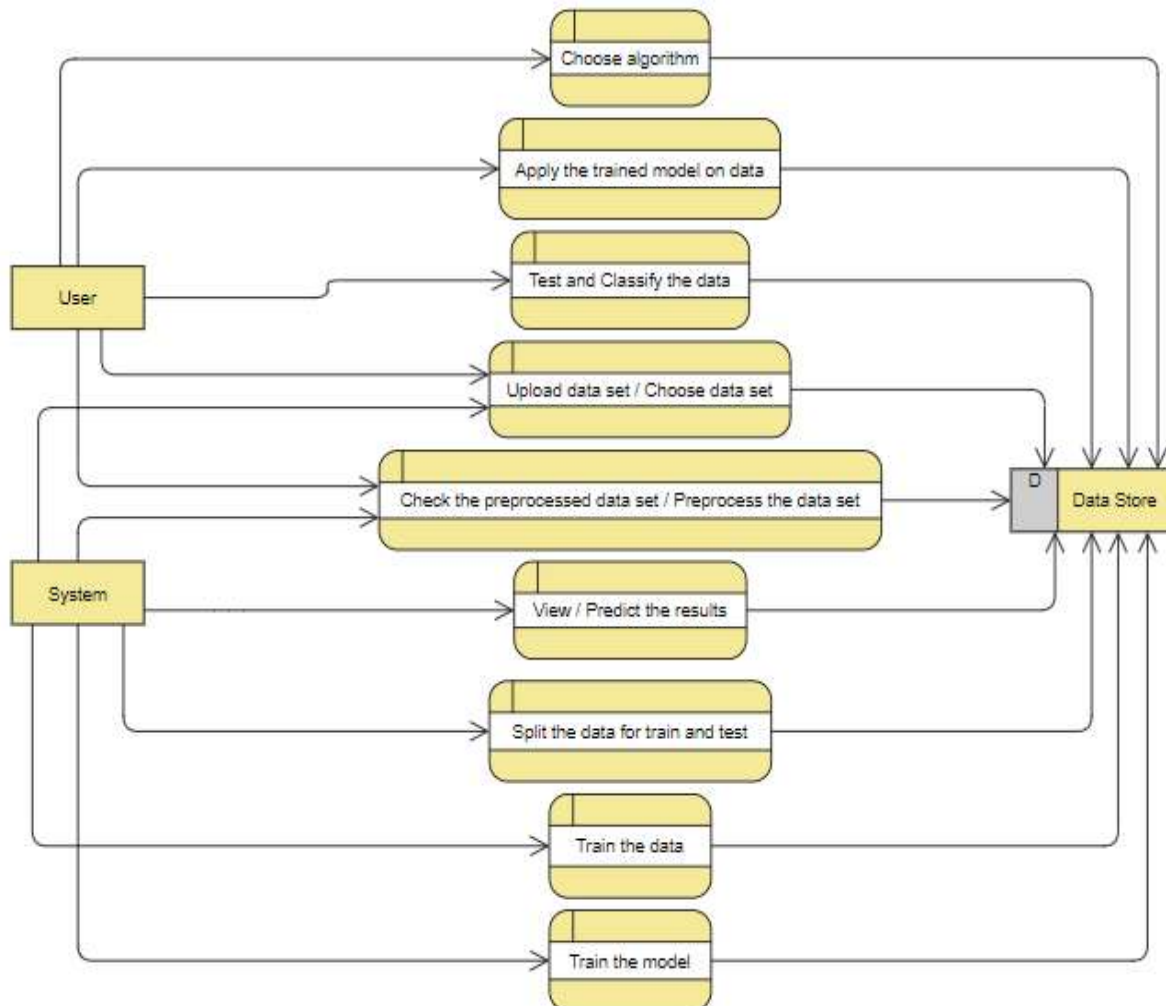 Choose algorithm
Apply the trained model on data
Test and Classify the data
User
Upload data set / Choose data set
Check the preprocessed data set / Preprocess the data set
D
Data Store
System
View / Predict the results
Split the data for train and test
Train the data
Train the model